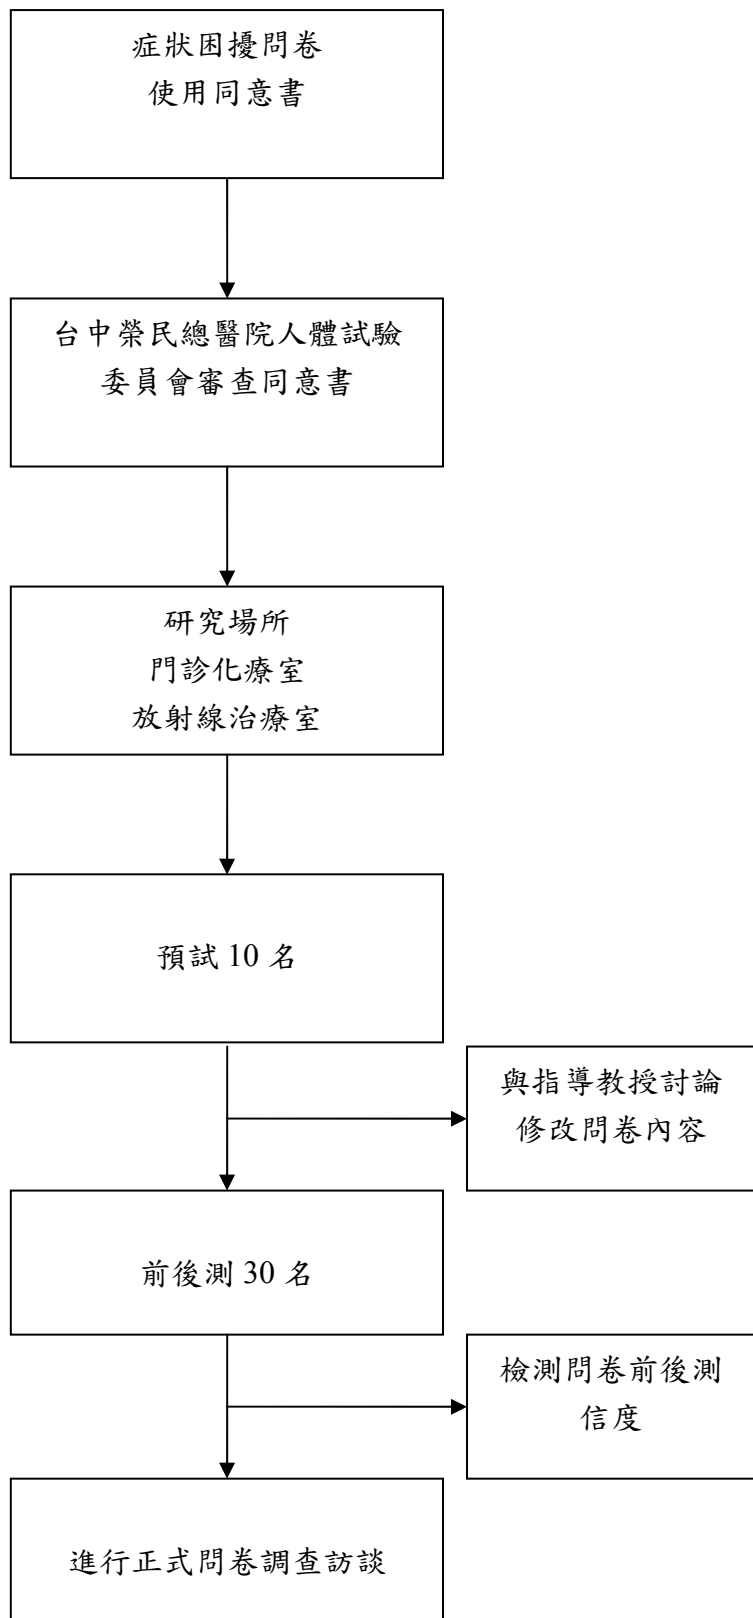 症狀困擾問卷
使用同意書
台中榮民總醫院人體試驗
委員會審查同意書
研究場所
門診化療室
放射線治療室
預試 10 名
與指導教授討論
修改問卷內容
前後測 30 名
檢測問卷前後測
信度
進行正式問卷調查訪談